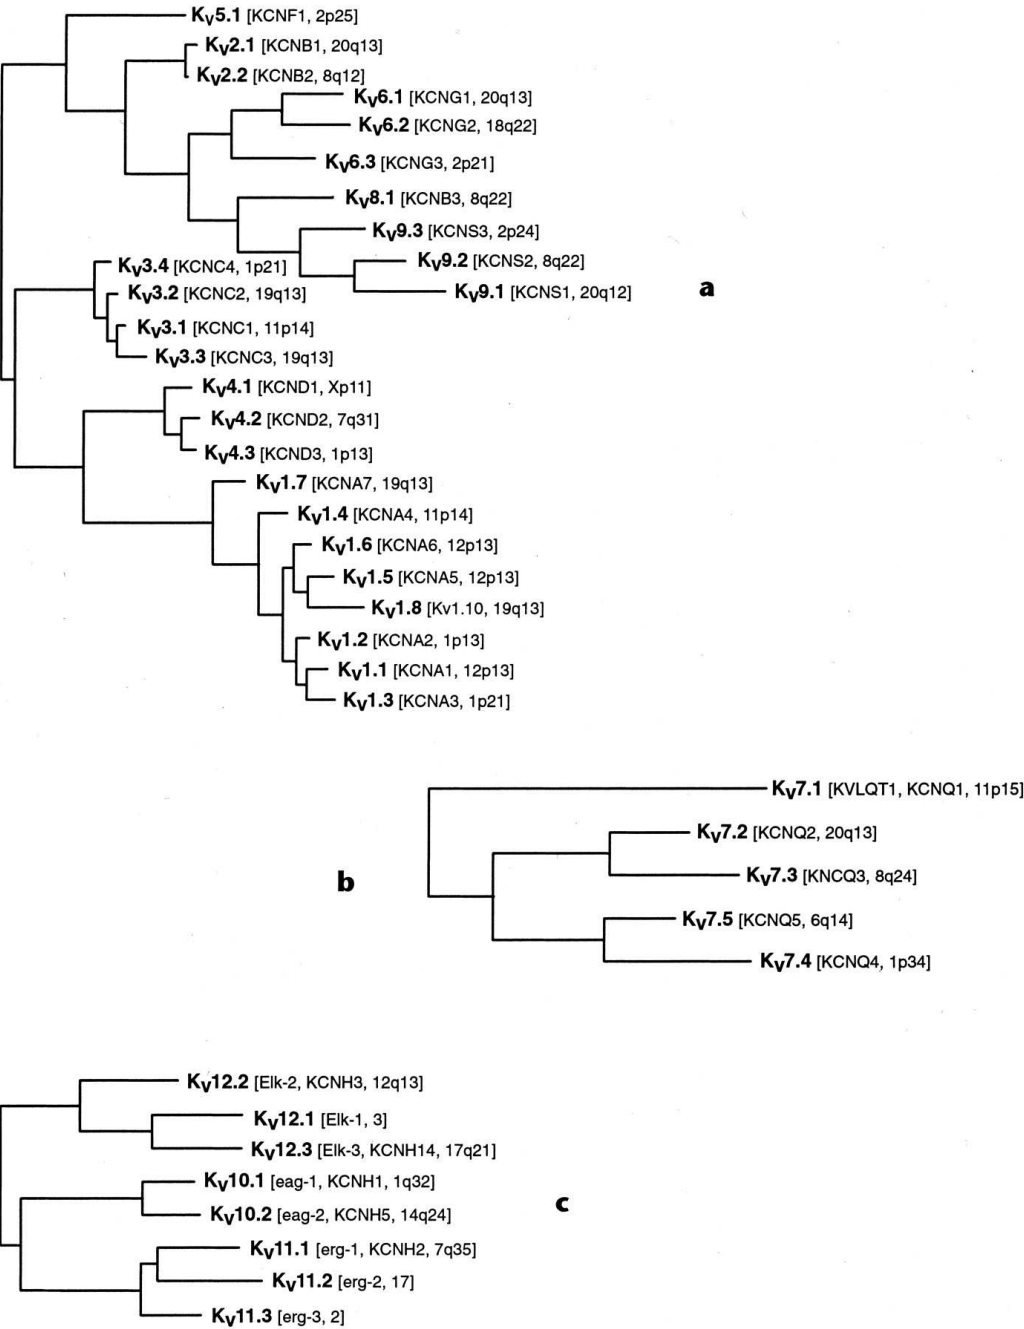 Kv5.1 [KCNF1, 2p25]
Kv2.1 [KCNB1, 20q13]
Kv2.2 [KCNB2, 8q12]
Kv6.1 [KCNG1, 20q13]
Kv6.2 [KCNG2, 18q22]
Kv6.3 [KCNG3, 2p21]
Kv8.1 [KCNB3, 8q22]
Kv9.3 [KCNS3, 2p24]
Kv9.2 [KCNS2, 8q22]
Kv3.4 [KCNC4, 1p21]
Kv9.1 [KCNS1, 20q12]
a
Kv3.2 [KCNC2, 19q13]
Kv3.1 [KCNC1, 11p14]
Kv3.3 [KCNC3, 19q13]
Kv4.1 [KCND1, Xp11]
Kv4.2 [KCND2, 7q31]
Kv4.3 [KCND3, 1p13]
Kv1.7 [KCNA7, 19q13]
Kv1.4 [KCNA4, 11p14]
Kv1.6 [KCNA6, 12p13]
Kv1.5 [KCNA5, 12p13]
Kv1.8 [Kv1.10, 19q13]
Kv1.2 [KCNA2, 1p13]
Kv1.1 [KCNA1, 12p13]
Kv1.3 [KCNA3, 1p21]
Kv7.1 [KVLQT1, KCNQ1, 11p15]
Kv7.2 [KCNQ2, 20q13]
b
Kv7.3 [KNCQ3, 8q24]
Kv7.5 [KCNQ5, 6q14]
Kv7.4 [KCNQ4, 1p34]
Kv12.2 [Elk-2, KCNH3, 12q13]
Kv12.1 [Elk-1, 3]
Kv12.3 [Elk-3, KCNH14, 17q21]
Kv10.1 [eag-1, KCNH1, 1q32]
c
Kv10.2 [eag-2, KCNH5, 14q24]
Kv11.1 [erg-1, KCNH2, 7q35]
Kv11.2 [erg-2, 17]
Kv11.3 [erg-3, 2]